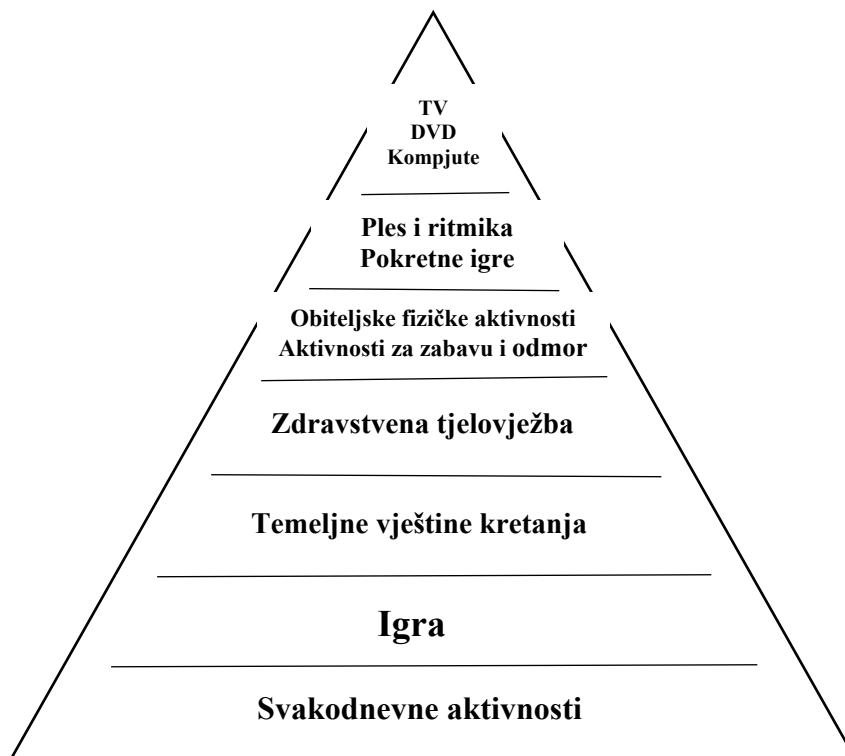 TV
DVD
Kompjute
Ples i ritmika
Pokretne igre
Obiteljske fizičke aktivnosti
Aktivnosti za zabavu i odmor
Zdravstvena tjelovježba
Temeljne vještine kretanja
Igra
Svakodnevne aktivnosti